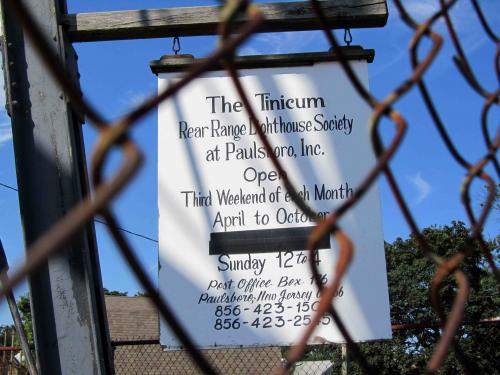 The Tinicum
Rear Range Lighthouse Society
at Paulsboro, Inc.
Open
Third Weekend of each Month
April to October
Sunday 12 to 4
Post Office Box
Paulsboro, New Jersey
856-423-
856-423-